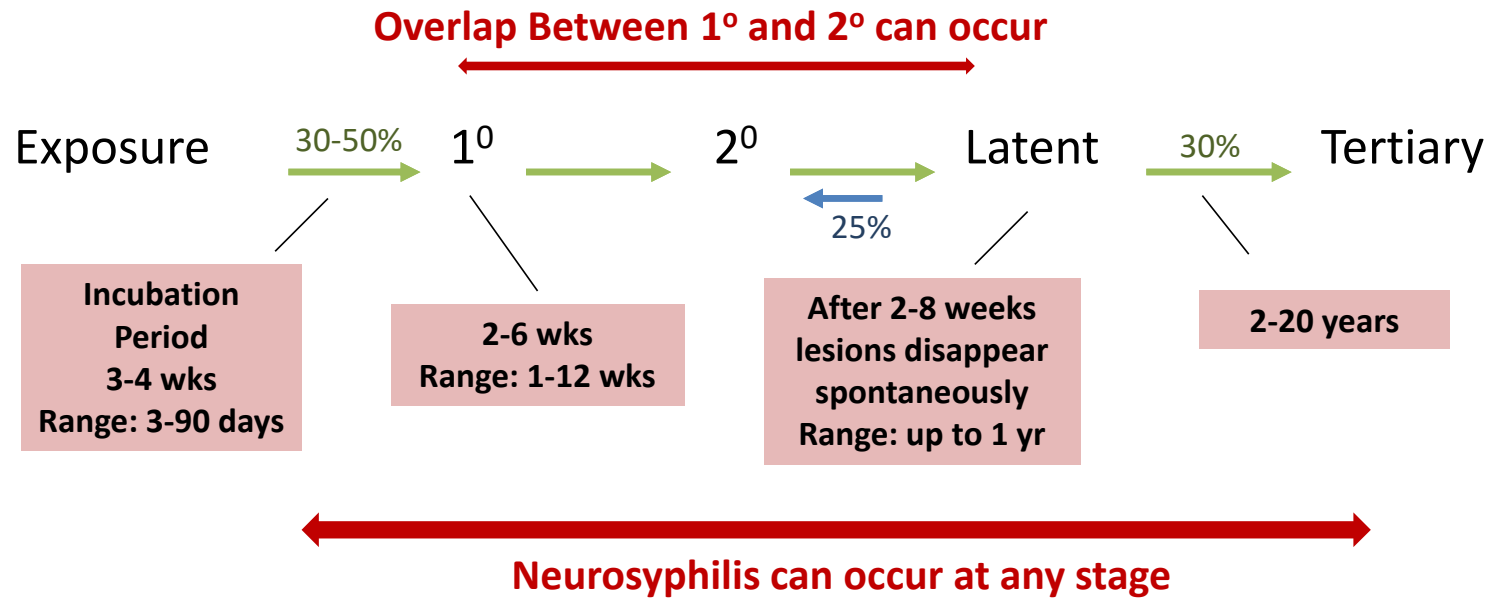 Overlap Between 1º and 2º can occur
Exposure
30-50%
1⁰
2⁰
Latent
30%
Tertiary
25%
Incubation
Period
3-4 wks
Range: 3-90 days
2-6 wks
Range: 1-12 wks
After 2-8 weeks
lesions disappear
spontaneously
Range: up to 1 yr
2-20 years
Neurosyphilis can occur at any stage